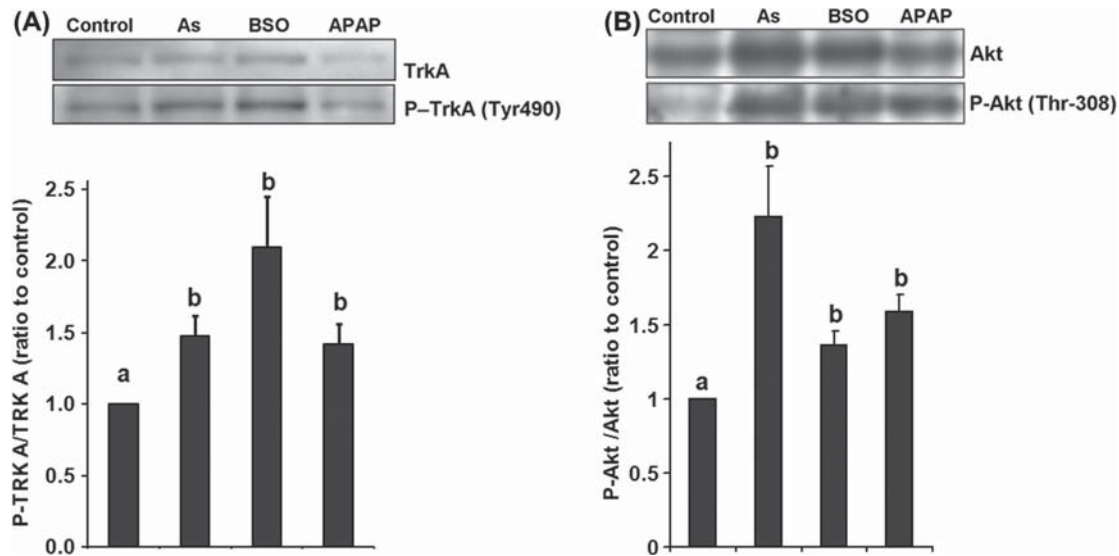 (A)
Control As BSO APAP
TrkA
P–TrkA (Tyr490)
P-TRK A/TRK A (ratio to control)
2.5
2.0
1.5
1.0
0.5
0.0
a
b
b
b
(B)
Control As BSO APAP
Akt
P-Akt (Thr-308)
P-Akt /Akt (ratio to control)
2.5
2
1.5
1
0.5
0
a
b
b
b